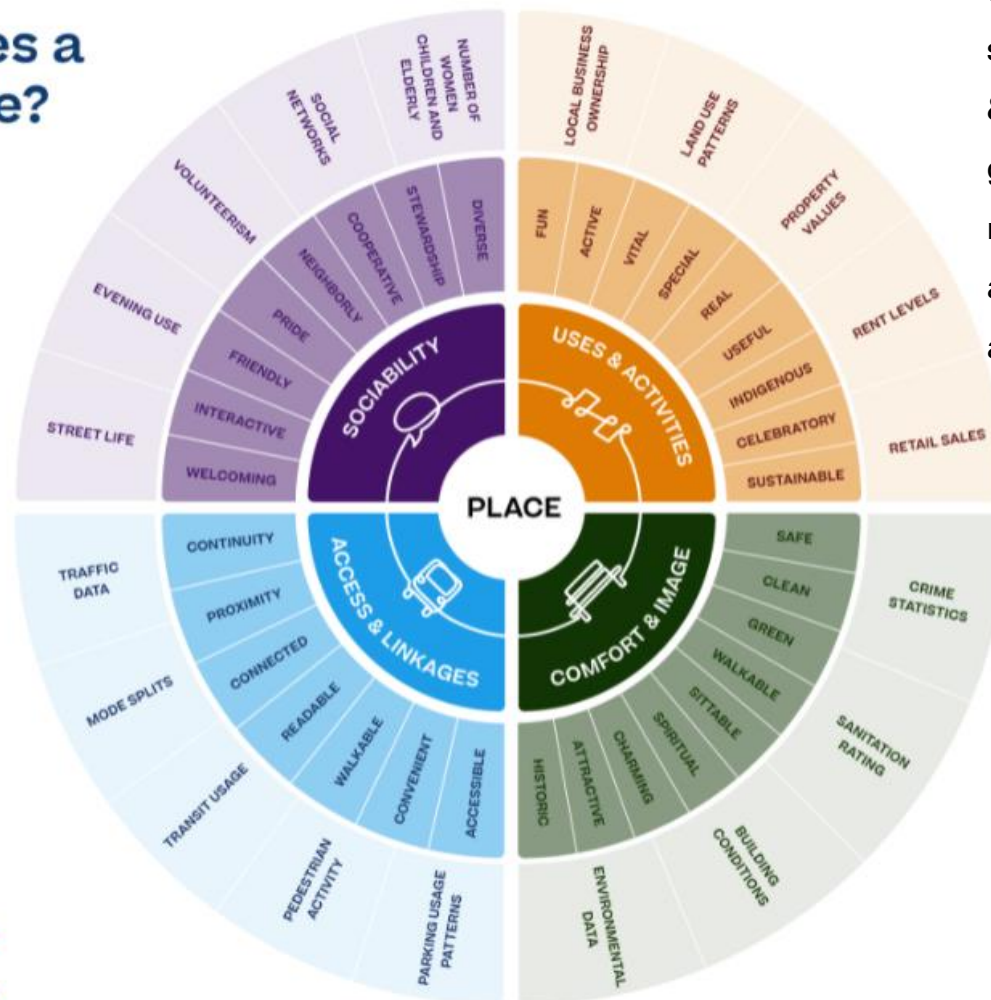 es a
e?
NUMBER OF
WOMEN
CHILDREN AND
ELDERLY
SOCIAL
NETWORKS
VOLUNTEERISM
EVENING USE
STREET LIFE
DIVERSE
STEWARDSHIP
COOPERATIVE
NEIGHBORLY
PRIDE
FRIENDLY
INTERACTIVE
WELCOMING
SOCIABILITY
LOCAL BUSINESS
OWNERSHIP
LAND USE
PATTERNS
PROPERTY
VALUES
RENT LEVELS
RETAIL SALES
FUN
ACTIVE
VITAL
SPECIAL
REAL
USEFUL
INDIGENOUS
CELEBRATORY
SUSTAINABLE
USES & ACTIVITIES
PLACE
ACCESS & LINKAGES
CONTINUITY
PROXIMITY
CONNECTED
READABLE
WALKABLE
CONVENIENT
ACCESSIBLE
TRAFFIC
DATA
MODE SPLITS
TRANSIT USAGE
PEDESTRIAN
ACTIVITY
PARKING USAGE
PATTERNS
COMFORT & IMAGE
SAFE
CLEAN
GREEN
WALKABLE
SITTABLE
SPIRITUAL
CHARMING
ATTRACTIVE
HISTORIC
CRIME
STATISTICS
SANITATION
RATING
BUILDING
CONDITIONS
ENVIRONMENTAL
DATA